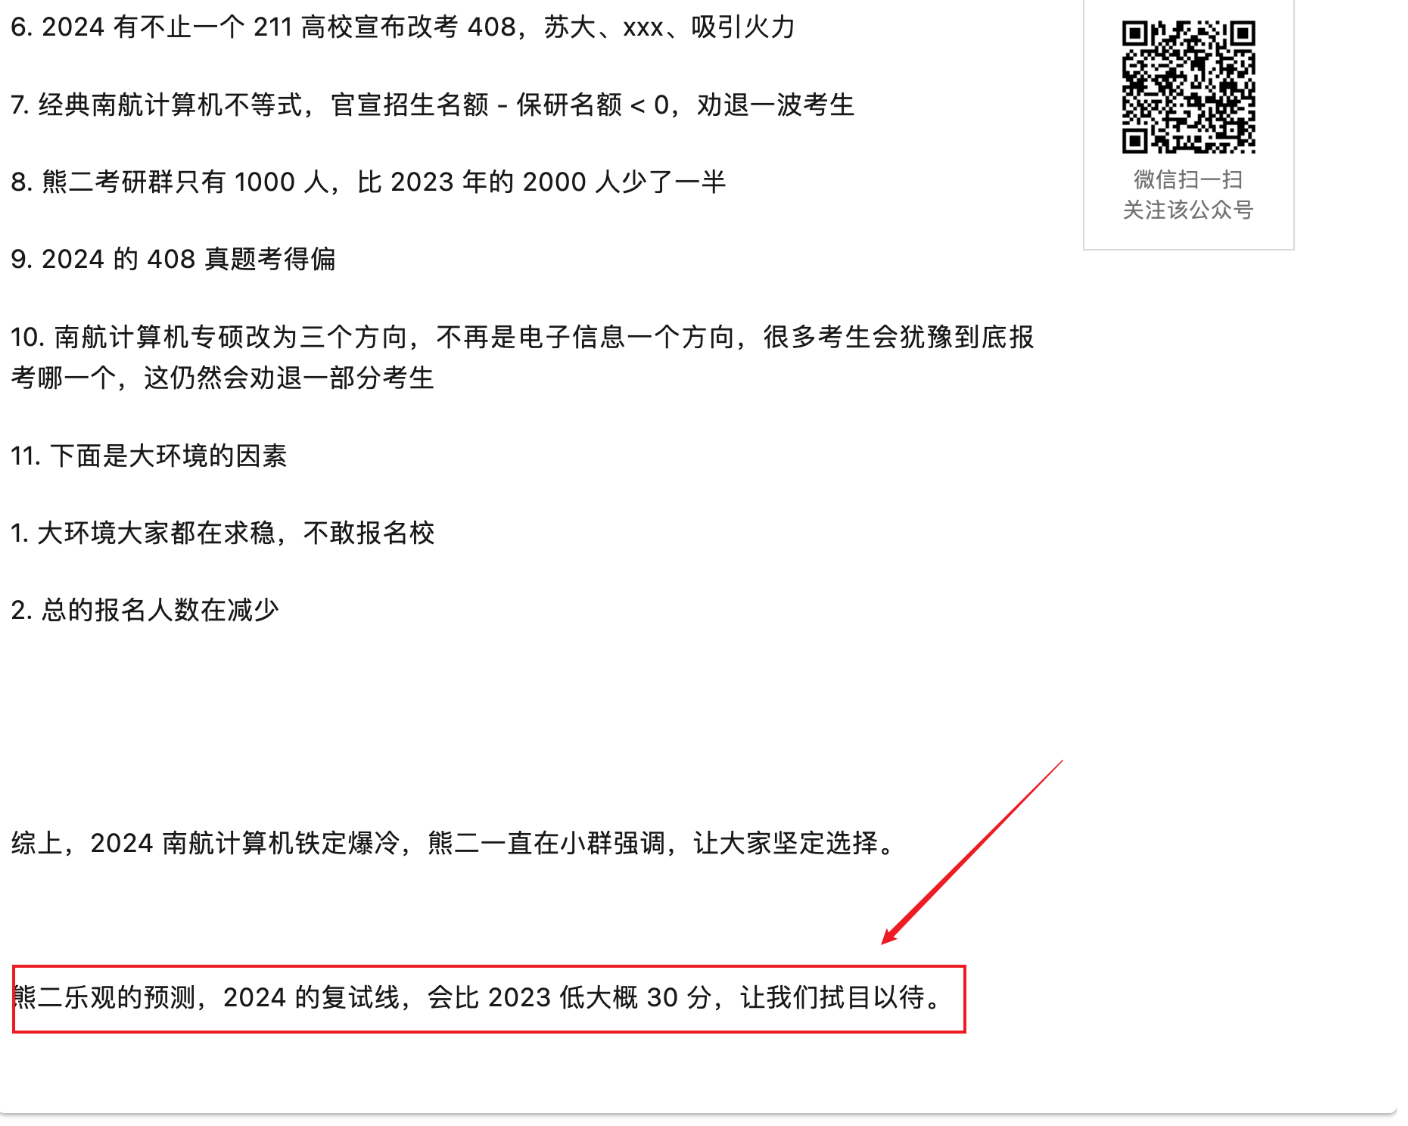 6. 2024 有不止一个 211 高校宣布改考 408，苏大、xxx、吸引火力
7. 经典南航计算机不等式，官宣招生名额 - 保研名额 < 0，劝退一波考生
8. 熊二考研群只有 1000 人，比 2023 年的 2000 人少了一半
9. 2024 的 408 真题考得偏
10. 南航计算机专硕改为三个方向，不再是电子信息一个方向，很多考生会犹豫到底报
考哪一个，这仍然会劝退一部分考生
11. 下面是大环境的因素
1. 大环境大家都在求稳，不敢报名校
2. 总的报名人数在减少
综上，2024 南航计算机铁定爆冷，熊二一直在小群强调，让大家坚定选择。
熊二乐观的预测，2024 的复试线，会比 2023 低大概 30 分，让我们拭目以待。
微信扫一扫
关注该公众号